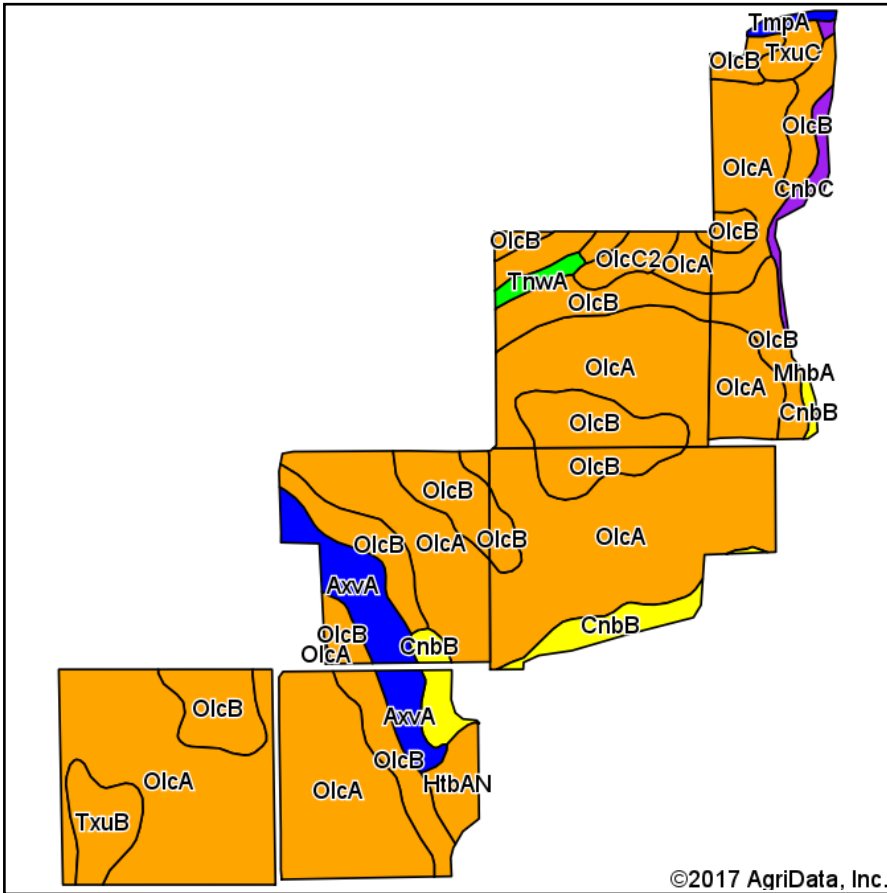 TmpA
TxuC
OlcB
OlcB
OlcA
CnbC
OlcB
OlcB
OlcC2
OlcA
TnwA
OlcB
OlcB
OlcA
MhbA
OlcA
CnbB
OlcB
OlcB
OlcB
OlcA
OlcB
OlcA
OlcB
AxvA
CnbB
OlcB
CnbB
OlcA
OlcB
AxvA
OlcB
OlcA
HtbAN
OlcA
TxuB
©2017 AgriData, Inc.